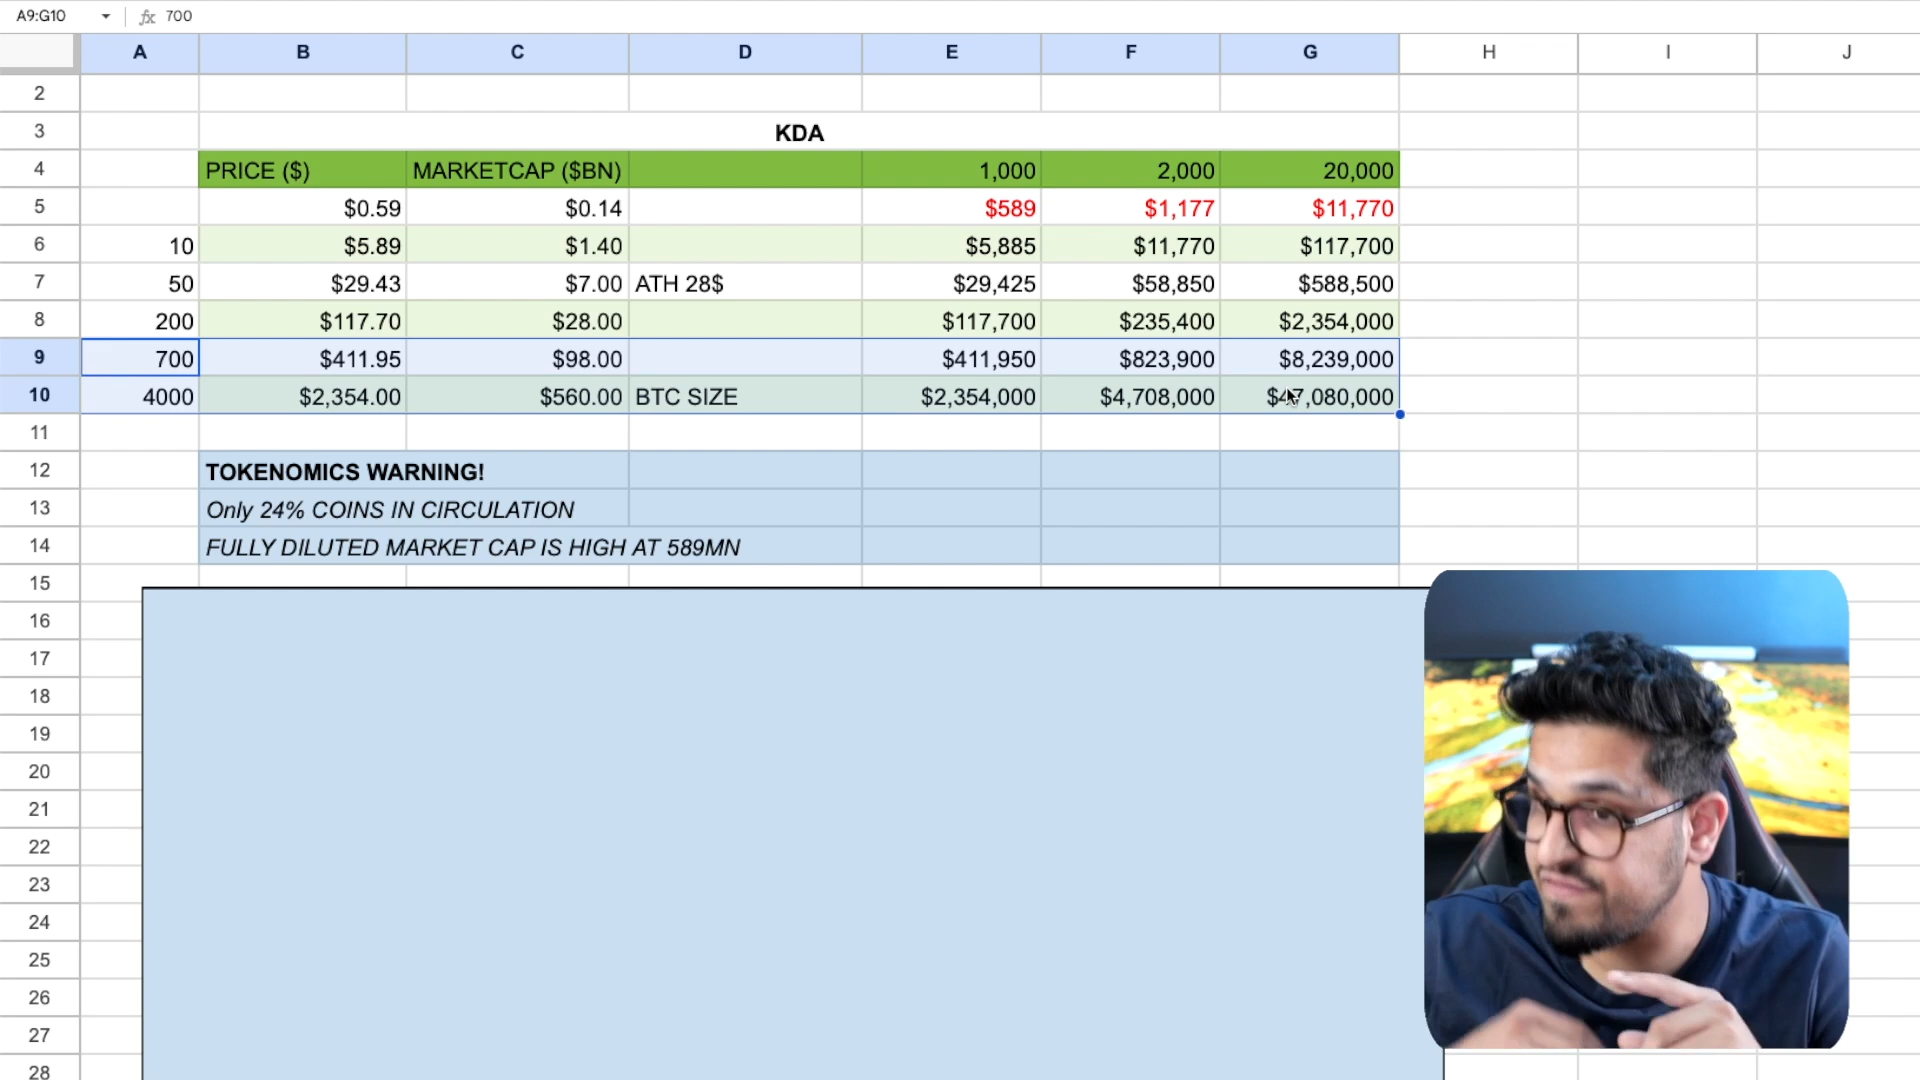 A9:G10 fx 700
A B C D E F G H I J
2
3 KDA
4 PRICE ($) MARKETCAP ($BN) 1,000 2,000 20,000
5 $0.59 $0.14 $589 $1,177 $11,770
6 10 $5.89 $1.40 $5,885 $11,770 $117,700
7 50 $29.43 $7.00 ATH 28$ $29,425 $58,850 $588,500
8 200 $117.70 $28.00 $117,700 $235,400 $2,354,000
9 700 $411.95 $98.00 $411,950 $823,900 $8,239,000
10 4000 $2,354.00 $560.00 BTC SIZE $2,354,000 $4,708,000 $47,080,000
11
12 TOKENOMICS WARNING!
13 Only 24% COINS IN CIRCULATION
14 FULLY DILUTED MARKET CAP IS HIGH AT 589MN
15
16
17
18
19
20
21
22
23
24
25
26
27
28